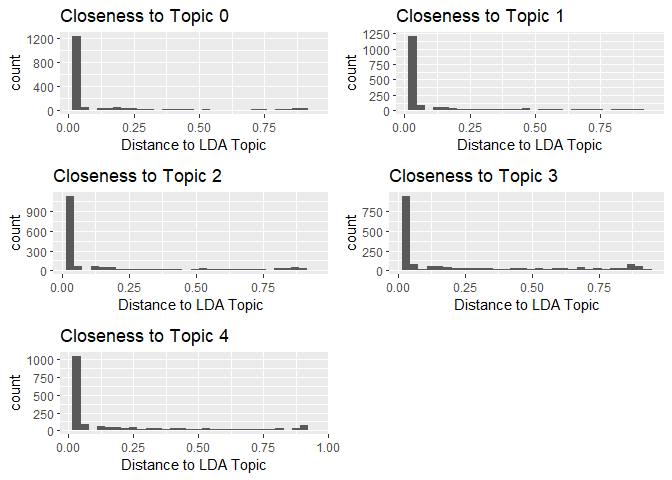 Closeness to Topic 0
count
1200
800
400
0
0.00 0.25 0.50 0.75
Distance to LDA Topic
Closeness to Topic 1
count
1250
1000
750
500
250
0
0.00 0.25 0.50 0.75
Distance to LDA Topic
Closeness to Topic 2
count
900
600
300
0
0.00 0.25 0.50 0.75
Distance to LDA Topic
Closeness to Topic 3
count
750
500
250
0
0.00 0.25 0.50 0.75
Distance to LDA Topic
Closeness to Topic 4
count
1000
750
500
250
0
0.00 0.25 0.50 0.75 1.00
Distance to LDA Topic